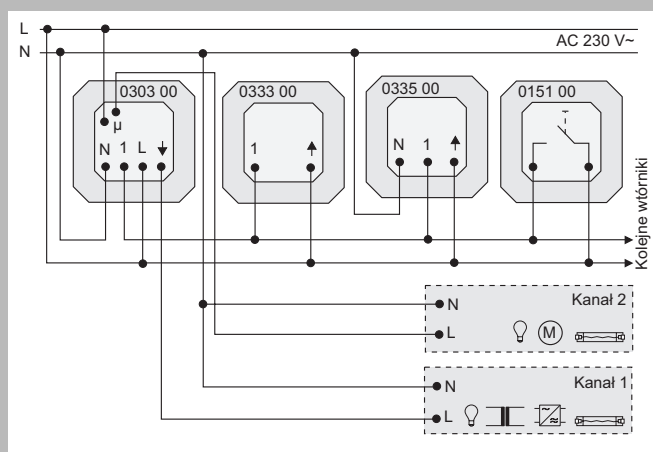 L
N
AC 230 V~
0303 00
0333 00
0335 00
0151 00
µ
N 1 L
1
N 1
Kolejne wtórniki
N
Kanał 2
L
M
N
Kanał 1
L